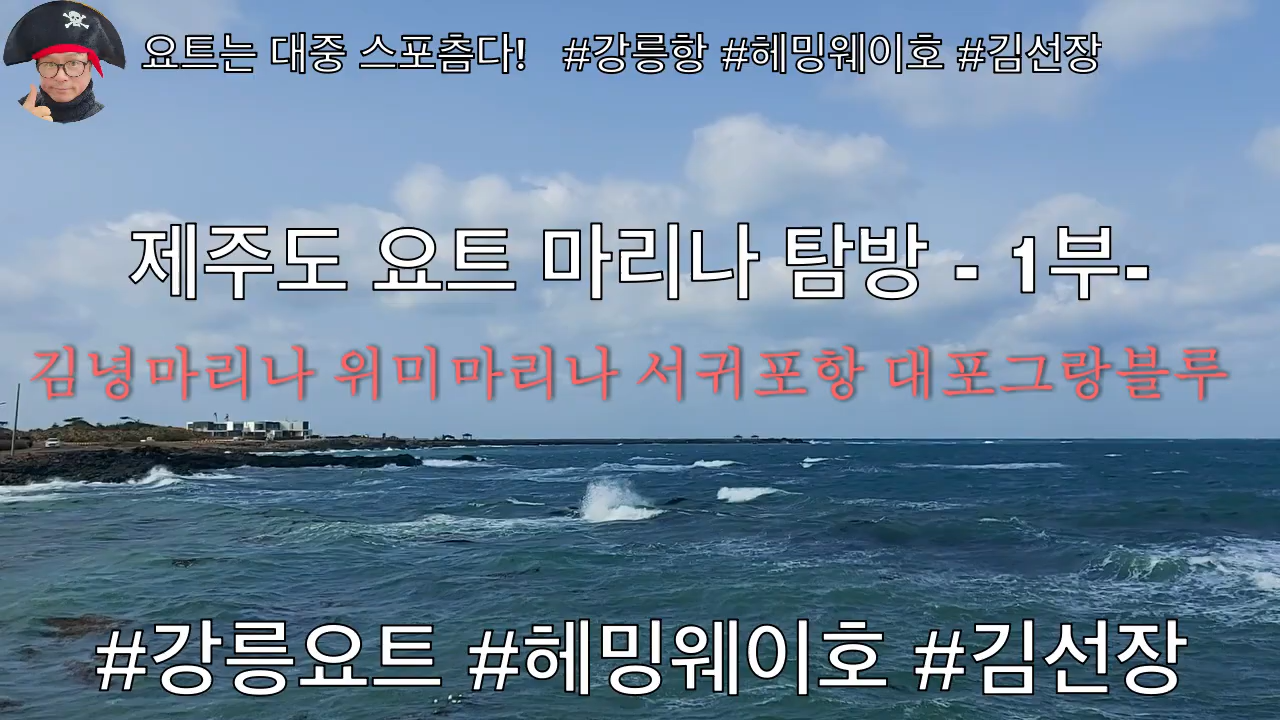 요트는 대중 스포츰다! #강릉항 #헤밍웨이호 #김선장
제주도 요트 마리나 탐방 - 1부-
김녕마리나 위미마리나 서귀포항 대포그랑블루
#강릉요트 #헤밍웨이호 #김선장